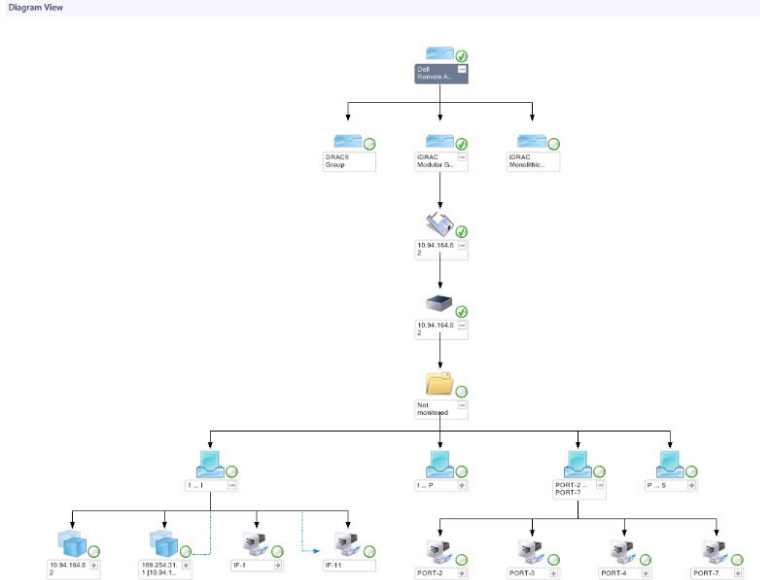 Diagram View
Dell
Remote A..
DRAC5
Group
iDRAC
Modular G..
iDRAC
Monolithic..
10.94.164.6
2
10.94.164.6
2
Not
monitored
1 ... I
I ... P
PORT-2 ...
PORT-7
P ... S
10.94.164.6
2
169.254.31.
1 [10.94.1...
IF-1
IF-11
PORT-2
PORT-3
PORT-4
PORT-7